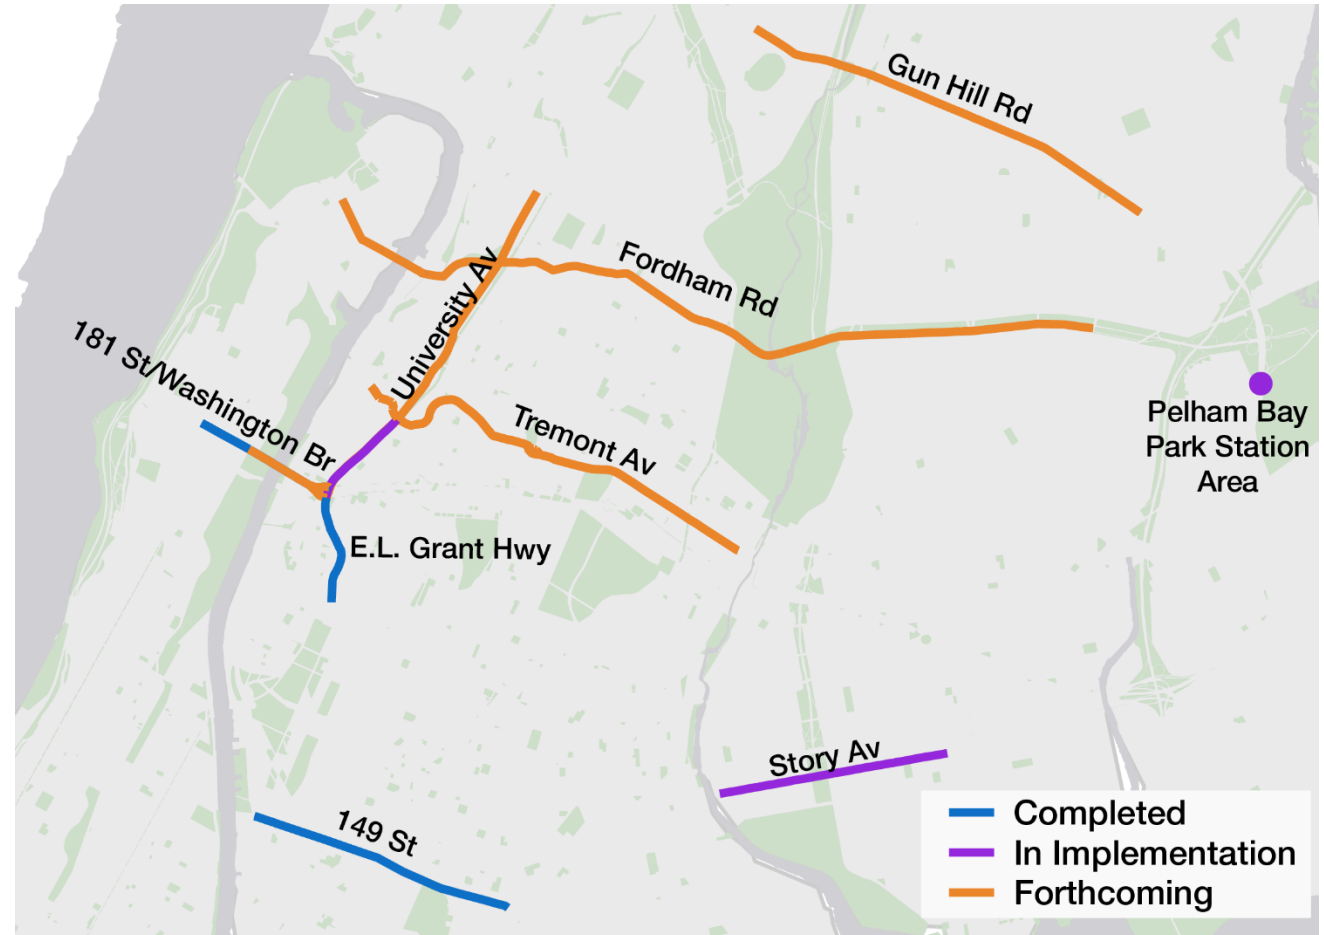 Gun Hill Rd
Fordham Rd
University Av
181 St/Washington Br
Tremont Av
Pelham Bay
Park Station
Area
E.L. Grant Hwy
Story Av
149 St
Completed
In Implementation
Forthcoming